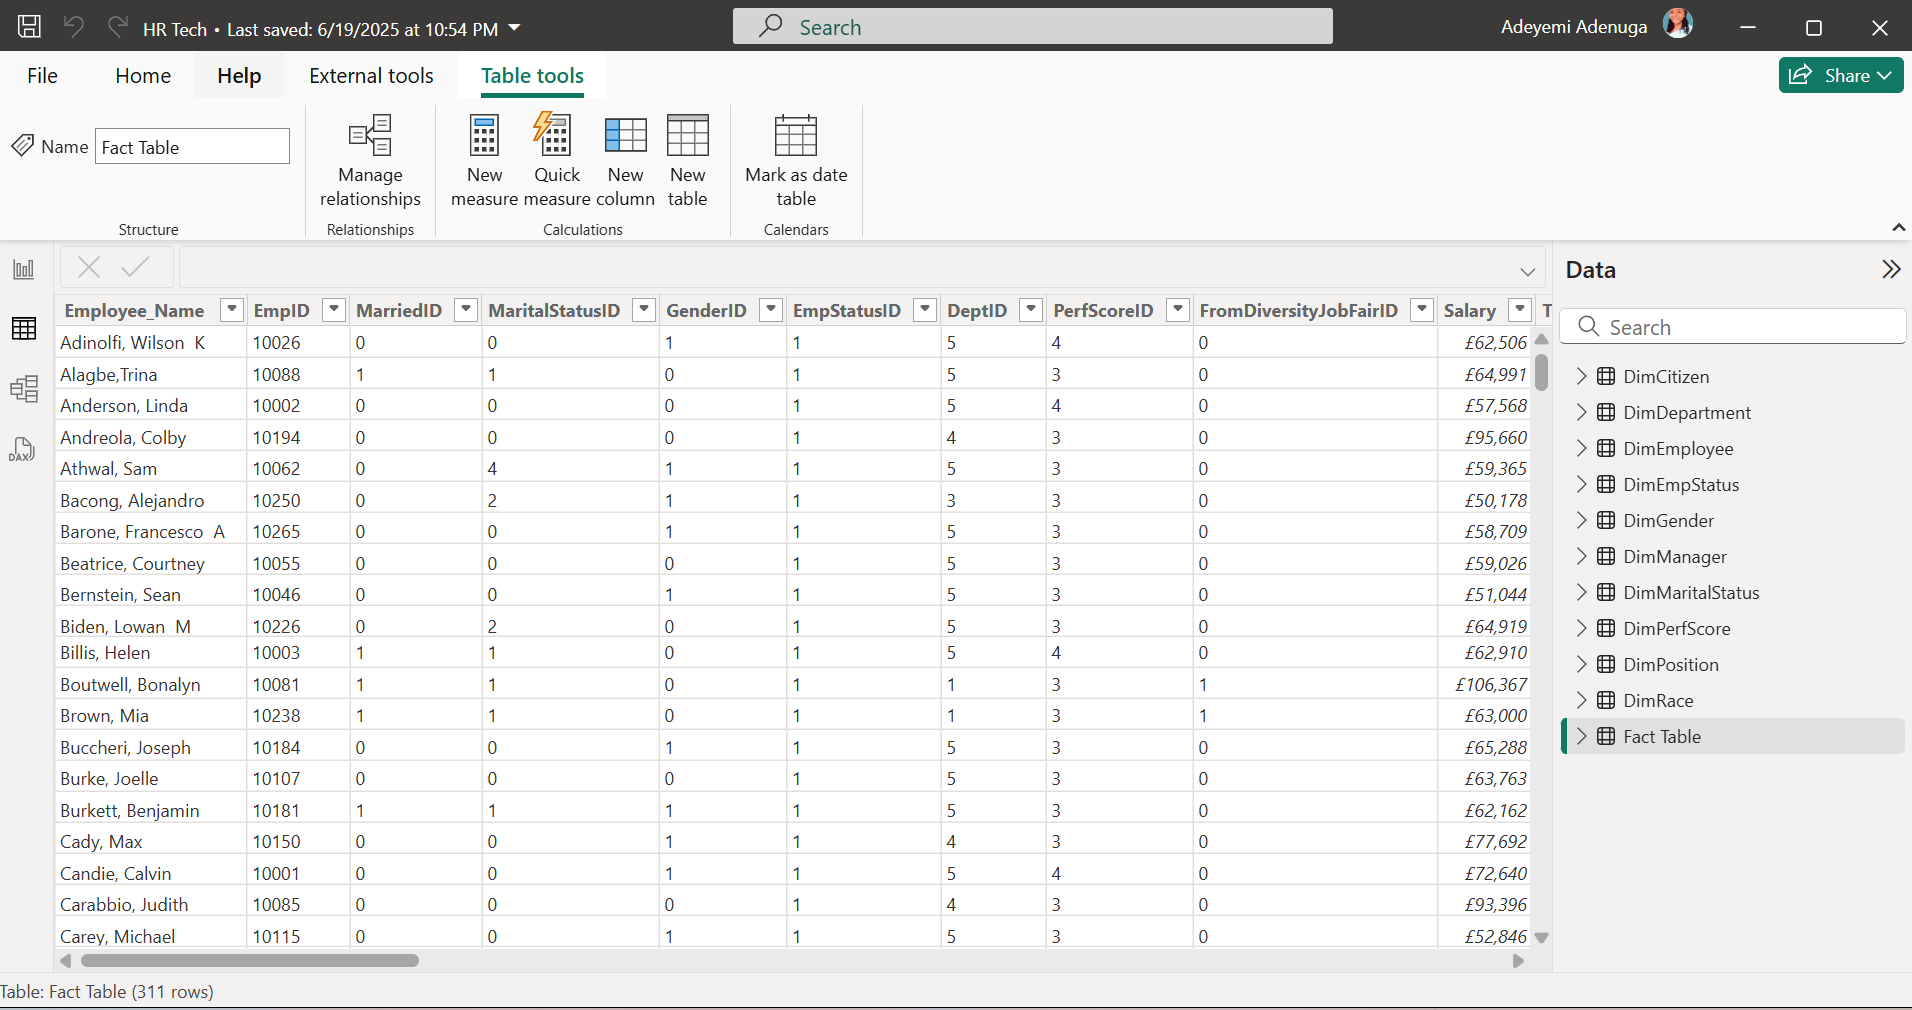 HR Tech • Last saved: 6/19/2025 at 10:54 PM
Search
Adeyemi Adenuga
File Home Help External tools Table tools
Share
Name Fact Table
Structure
Manage relationships
Relationships
New measure
Quick measure
New column
New table
Calculations
Mark as date table
Calendars
DAX
Employee_Name EmpID MarriedID MaritalStatusID GenderID EmpStatusID DeptID PerfScoreID FromDiversityJobFairID Salary T
Adinolfi, Wilson K 10026 0 0 1 1 5 4 0 £62,506
Alagbe,Trina 10088 1 1 0 1 5 3 0 £64,991
Anderson, Linda 10002 0 0 0 1 5 4 0 £57,568
Andreola, Colby 10194 0 0 0 1 4 3 0 £95,660
Athwal, Sam 10062 0 4 1 1 5 3 0 £59,365
Bacong, Alejandro 10250 0 2 1 1 3 3 0 £50,178
Barone, Francesco A 10265 0 0 1 1 5 3 0 £58,709
Beatrice, Courtney 10055 0 0 0 1 5 3 0 £59,026
Bernstein, Sean 10046 0 0 1 1 5 3 0 £51,044
Biden, Lowan M 10226 0 2 0 1 5 3 0 £64,919
Billis, Helen 10003 1 1 0 1 5 4 0 £62,910
Boutwell, Bonalyn 10081 1 1 0 1 1 3 1 £106,367
Brown, Mia 10238 1 1 0 1 1 3 1 £63,000
Buccheri, Joseph 10184 0 0 1 1 5 3 0 £65,288
Burke, Joelle 10107 0 0 0 1 5 3 0 £63,763
Burkett, Benjamin 10181 1 1 1 1 5 3 0 £62,162
Cady, Max 10150 0 0 1 1 4 3 0 £77,692
Candie, Calvin 10001 0 0 1 1 5 4 0 £72,640
Carabbio, Judith 10085 0 0 0 1 4 3 0 £93,396
Carey, Michael 10115 0 0 1 1 5 3 0 £52,846
Data
Search
DimCitizen
DimDepartment
DimEmployee
DimEmpStatus
DimGender
DimManager
DimMaritalStatus
DimPerfScore
DimPosition
DimRace
Fact Table
Table: Fact Table (311 rows)